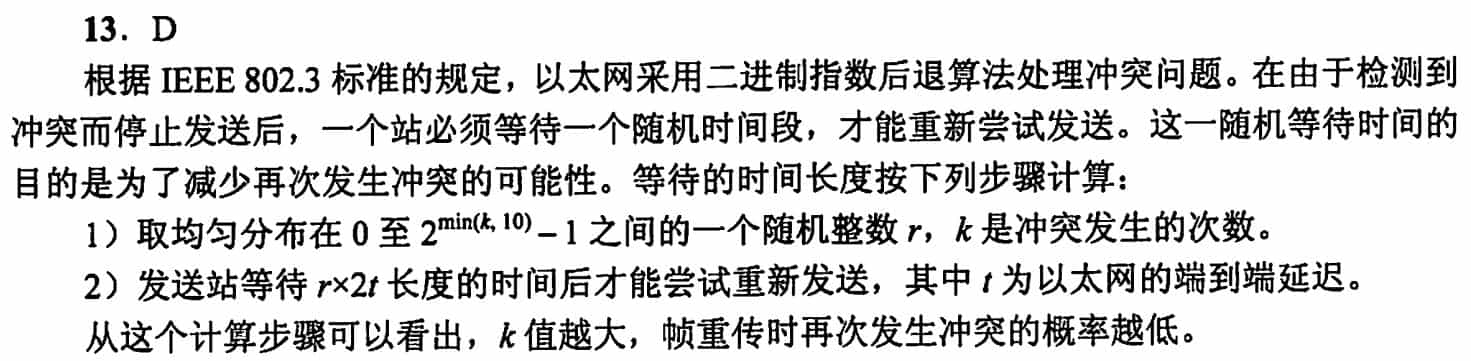 13．D
根据 IEEE 802.3 标准的规定，以太网采用二进制指数后退算法处理冲突问题。在由于检测到
冲突而停止发送后，一个站必须等待一个随机时间段，才能重新尝试发送。这一随机等待时间的
目的是为了减少再次发生冲突的可能性。等待的时间长度按下列步骤计算：
1）取均匀分布在 0 至 2^min(k, 10) – 1 之间的一个随机整数 r，k 是冲突发生的次数。
2）发送站等待 r×2t 长度的时间后才能尝试重新发送，其中 t 为以太网的端到端延迟。
从这个计算步骤可以看出，k 值越大，帧重传时再次发生冲突的概率越低。